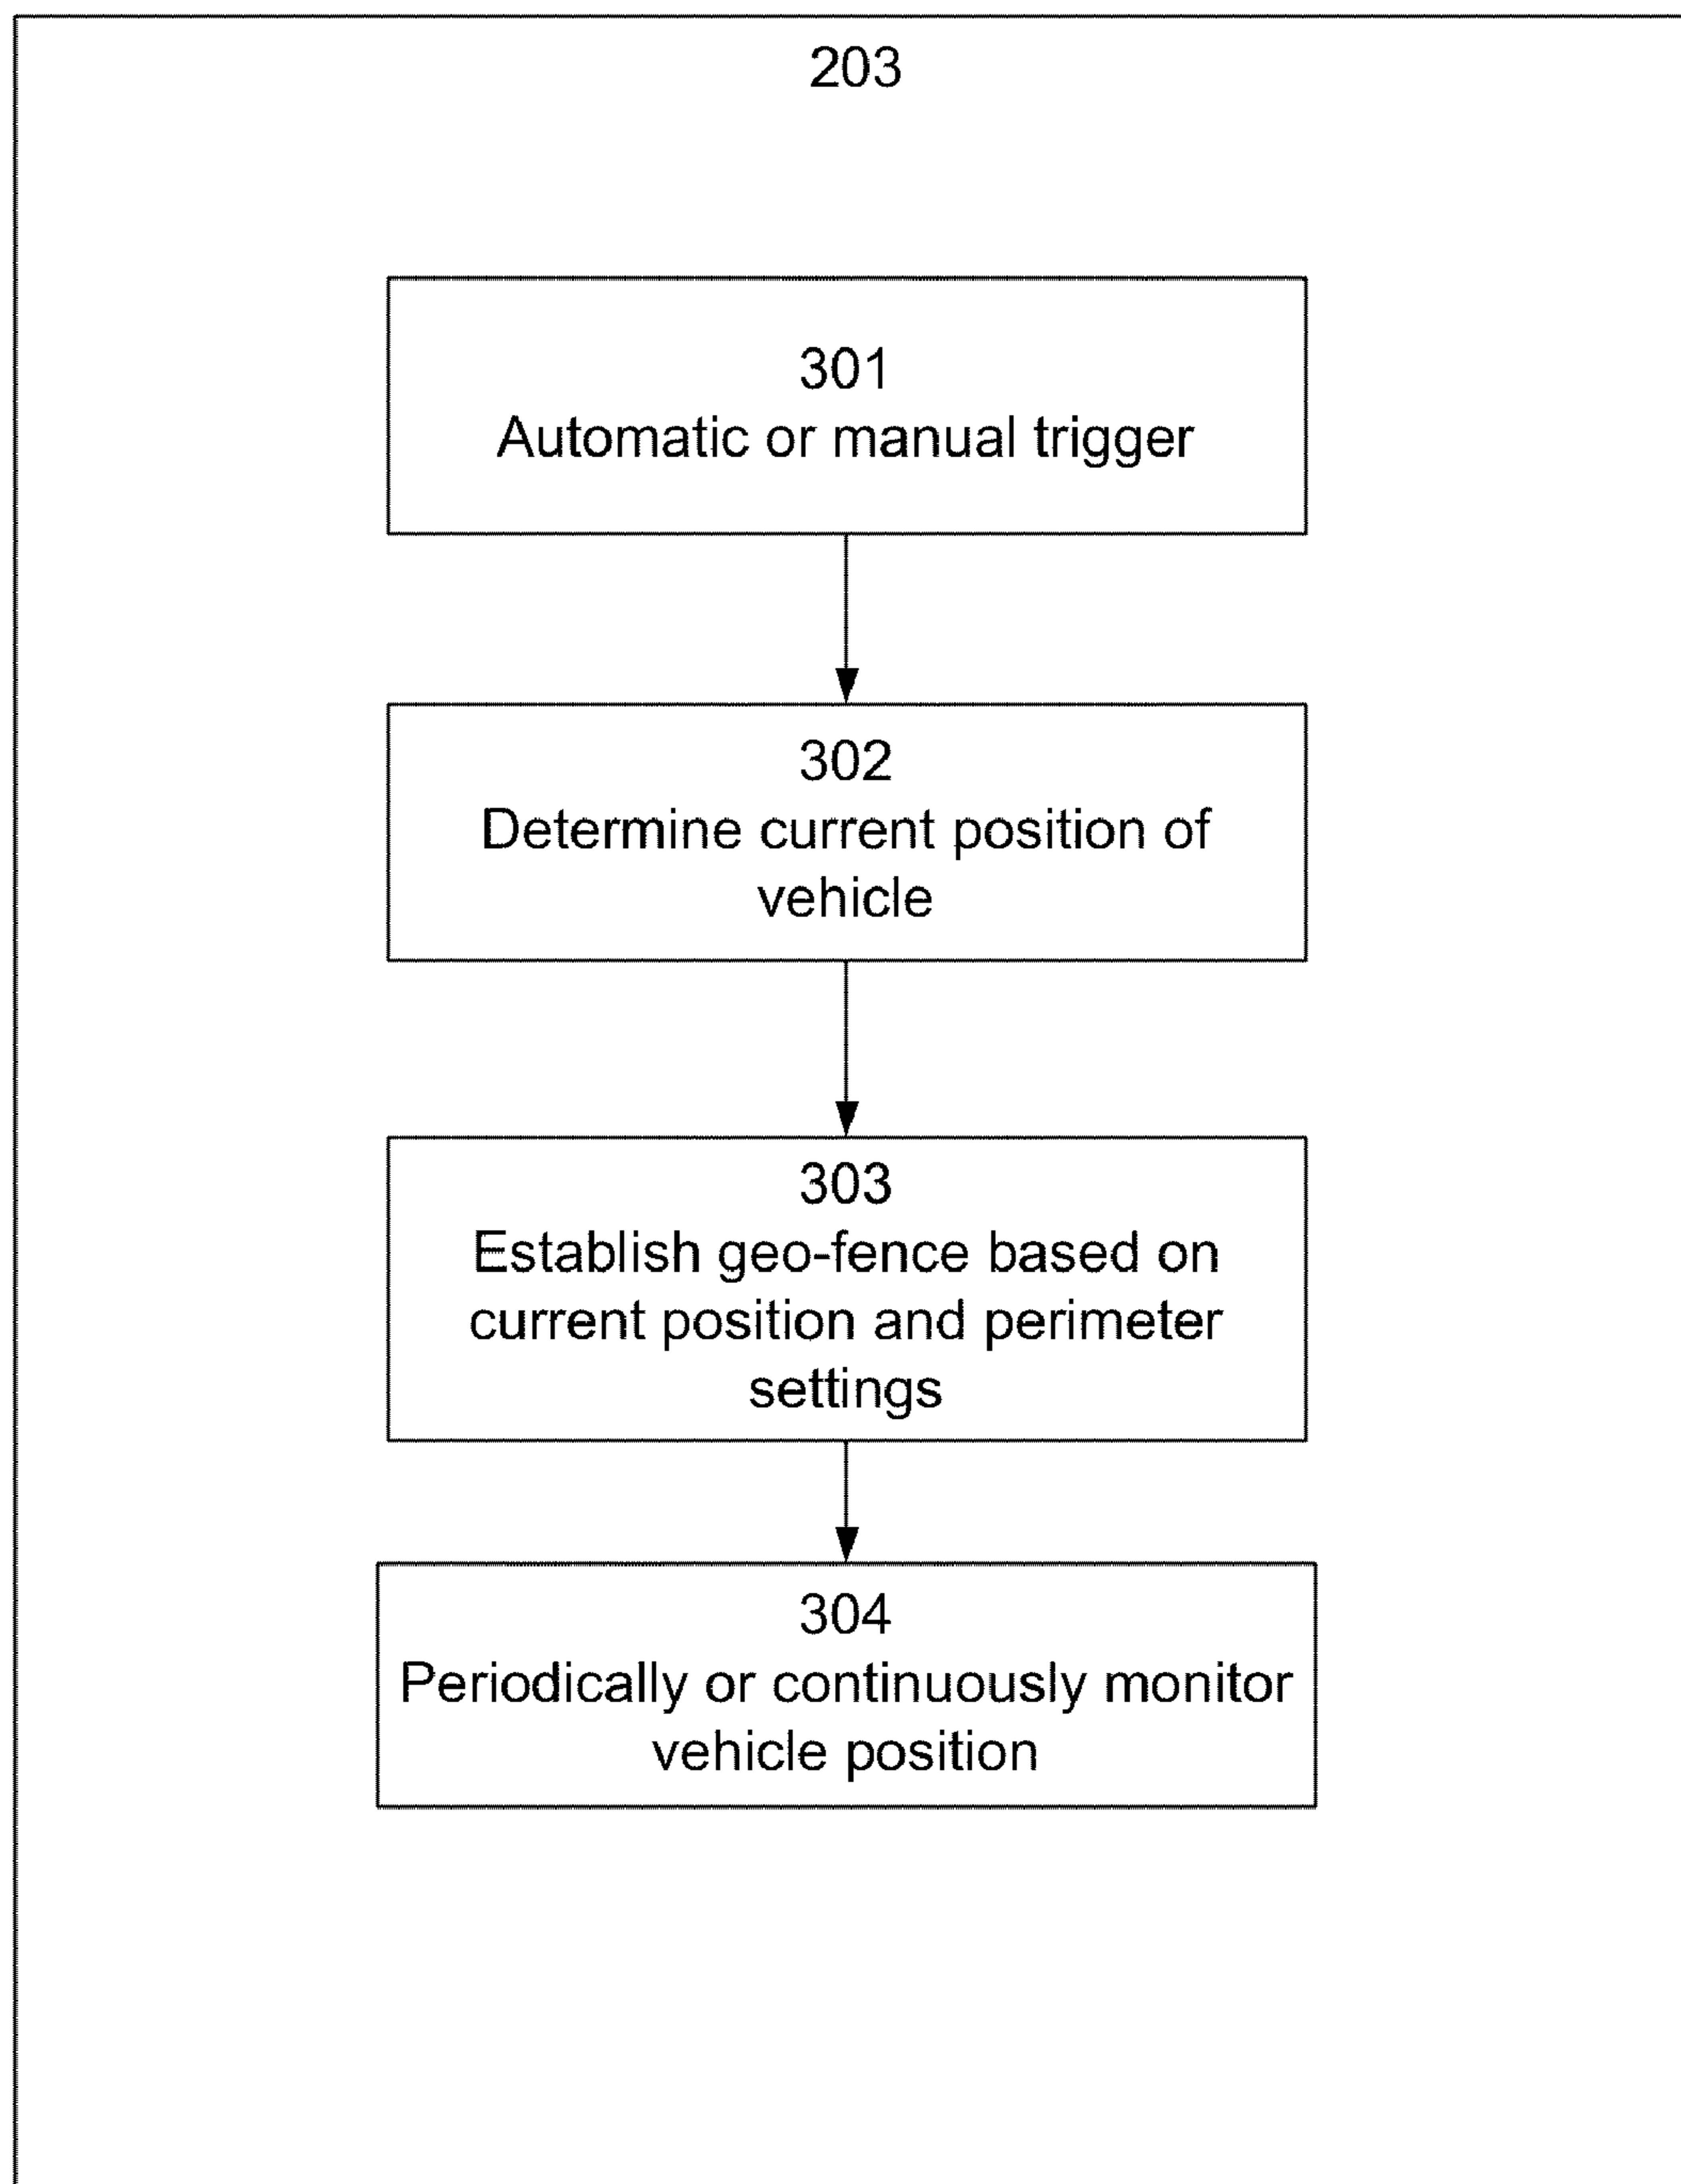 203
301
Automatic or manual trigger
302
Determine current position of
vehicle
303
Establish geo-fence based on
current position and perimeter
settings
304
Periodically or continuously monitor
vehicle position